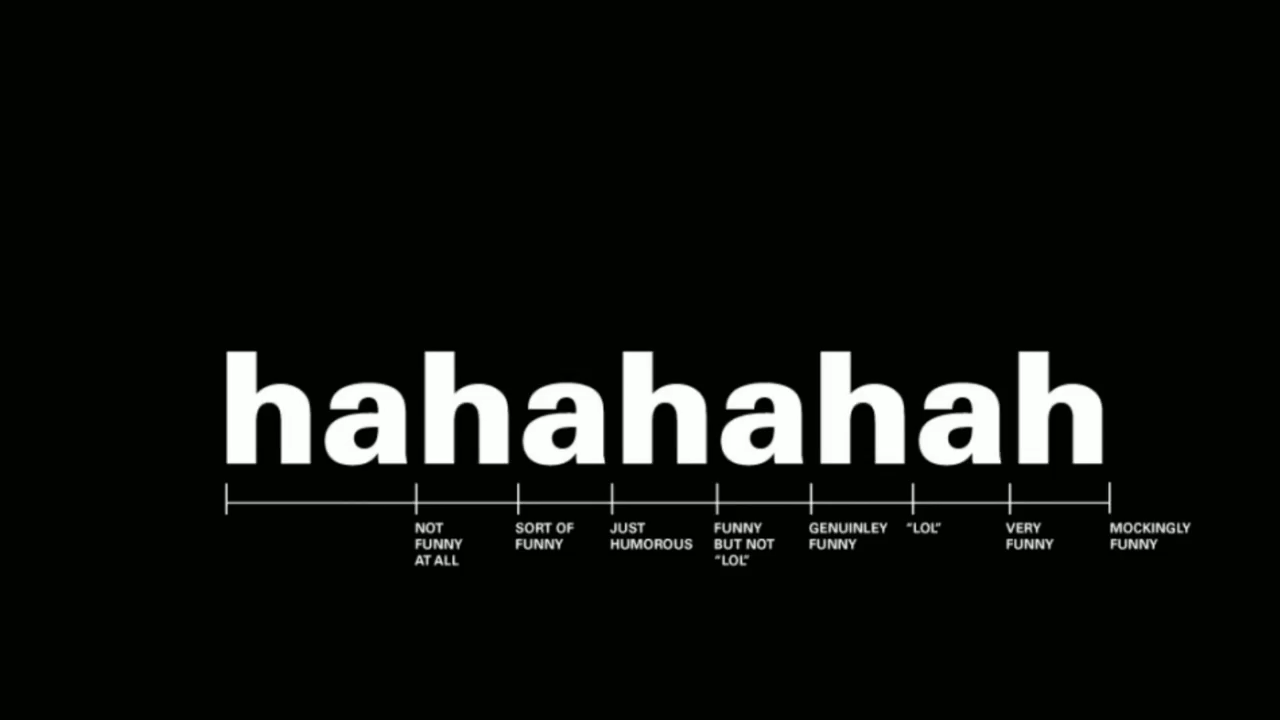 hahahahah
NOT
FUNNY
AT ALL
SORT OF
FUNNY
JUST
HUMOROUS
FUNNY
BUT NOT
“LOL”
GENUINLEY
FUNNY
“LOL”
VERY
FUNNY
MOCKINGLY
FUNNY